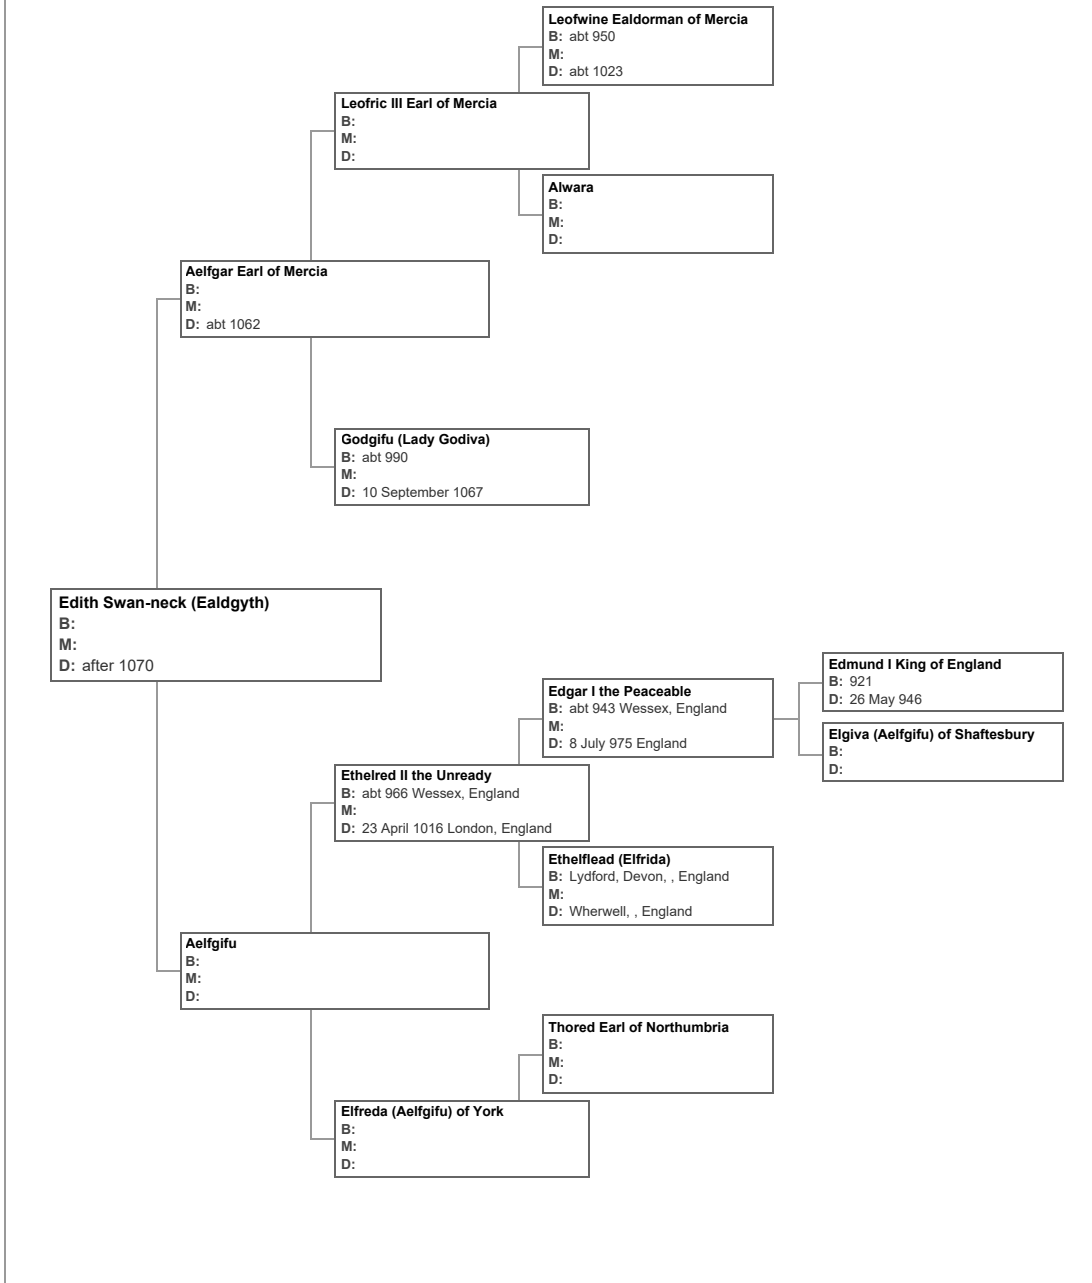 Leofwine Ealdorman of Mercia
B: abt 950
M:
D: abt 1023
Leofric III Earl of Mercia
B:
M:
D:
Alwara
B:
M:
D:
Aelfgar Earl of Mercia
B:
M:
D: abt 1062
Godgifu (Lady Godiva)
B: abt 990
M:
D: 10 September 1067
Edith Swan-neck (Ealdgyth)
B:
M:
D: after 1070
Edmund I King of England
B: 921
D: 26 May 946
Edgar I the Peaceable
B: abt 943 Wessex, England
M:
D: 8 July 975 England
Elgiva (Aelfgifu) of Shaftesbury
B:
D:
Ethelred II the Unready
B: abt 966 Wessex, England
M:
D: 23 April 1016 London, England
Ethelflead (Elfrida)
B: Lydford, Devon, , England
M:
D: Wherwell, , England
Aelfgifu
B:
M:
D:
Thored Earl of Northumbria
B:
M:
D:
Elfreda (Aelfgifu) of York
B:
M:
D: